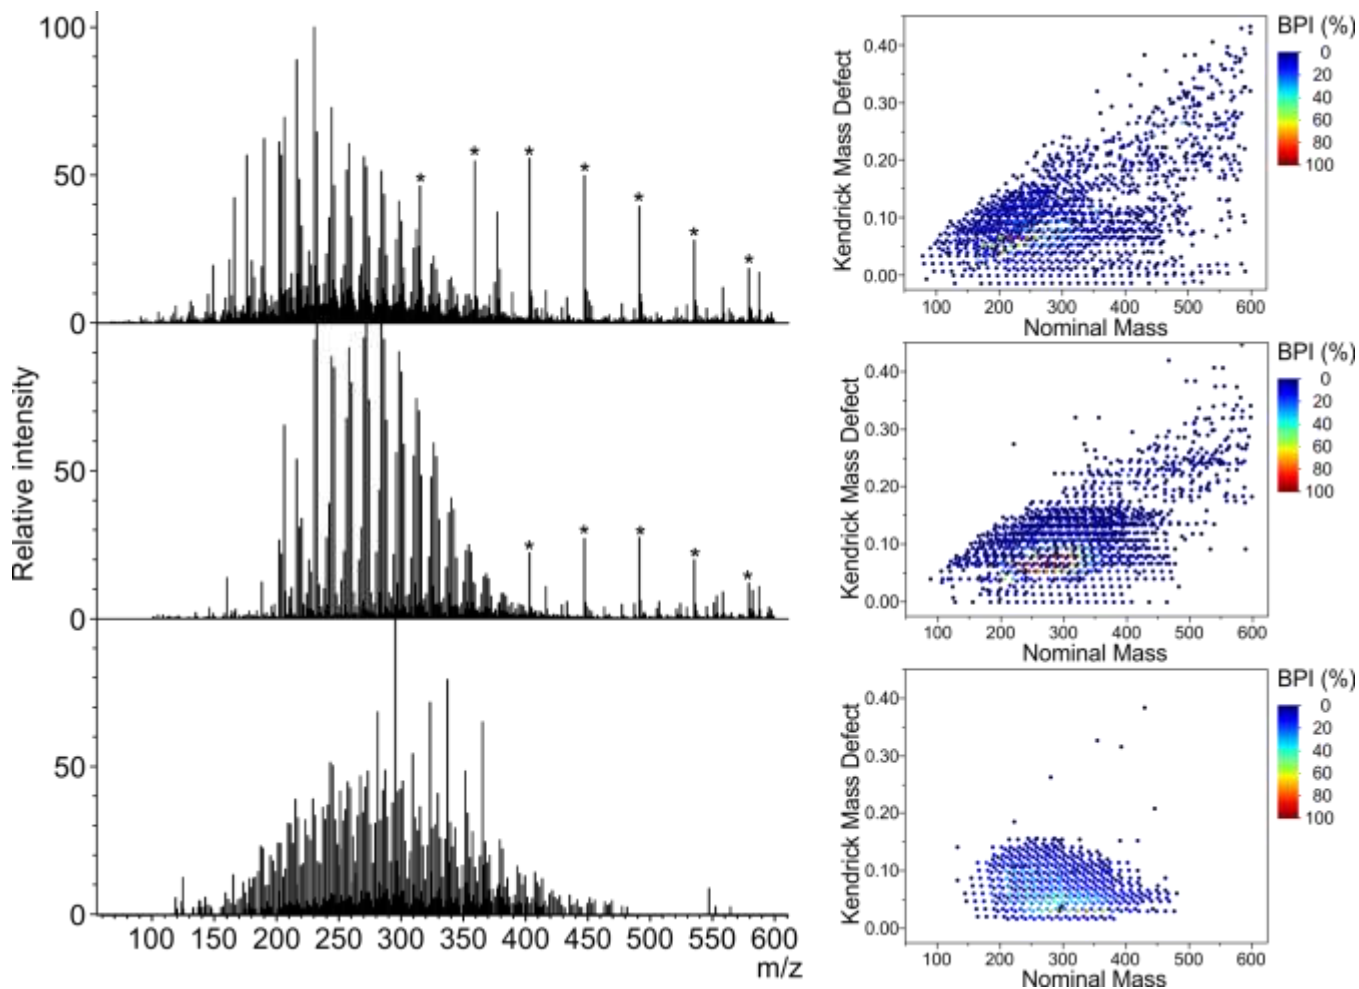 100
50
0
50
0
50
0
Relative intensity
* * * * * * *
* * * * *
100 150 200 250 300 350 400 450 500 550 600
m/z
0.40
0.30
0.20
0.10
0.00
Kendrick Mass Defect
100 200 300 400 500 600
Nominal Mass
BPI (%)
0
20
40
60
80
100
0.40
0.30
0.20
0.10
0.00
Kendrick Mass Defect
100 200 300 400 500 600
Nominal Mass
BPI (%)
0
20
40
60
80
100
0.40
0.30
0.20
0.10
0.00
Kendrick Mass Defect
100 200 300 400 500 600
Nominal Mass
BPI (%)
0
20
40
60
80
100